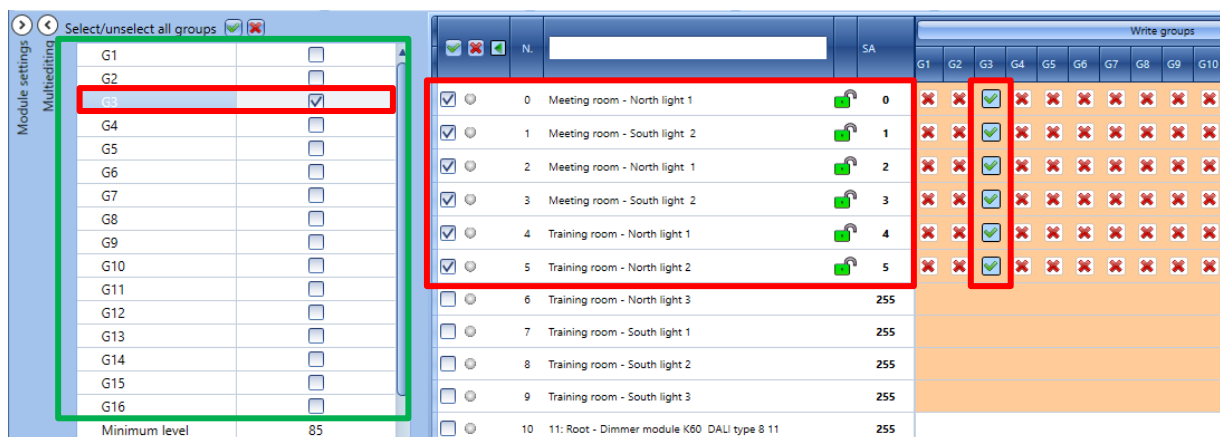 Module settings
Multiediting
Select/unselect all groups
G1
G2
G3
G4
G5
G6
G7
G8
G9
G10
G11
G12
G13
G14
G15
G16
Minimum level 85
N. SA Write groups
G1 G2 G3 G4 G5 G6 G7 G8 G9 G10
0 Meeting room - North light 1 0
1 Meeting room - South light 2 1
2 Meeting room - North light 1 2
3 Meeting room - South light 2 3
4 Training room - North light 1 4
5 Training room - North light 2 5
6 Training room - North light 3 255
7 Training room - South light 1 255
8 Training room - South light 2 255
9 Training room - South light 3 255
10 11: Root - Dimmer module K60 DALI type 8 11 255